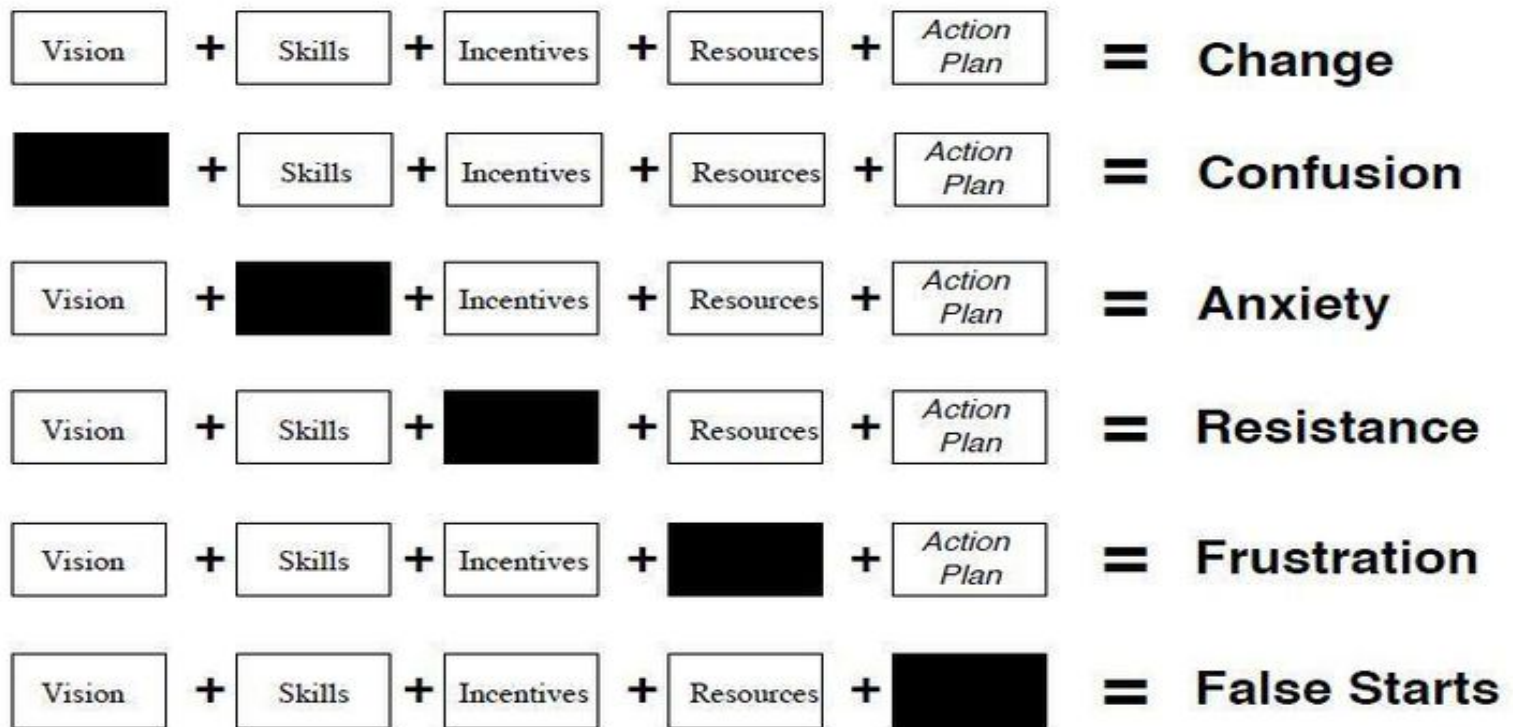 Vision + Skills + Incentives + Resources + Action Plan = Change
+ Skills + Incentives + Resources + Action Plan = Confusion
Vision + + Incentives + Resources + Action Plan = Anxiety
Vision + Skills + + Resources + Action Plan = Resistance
Vision + Skills + Incentives + + Action Plan = Frustration
Vision + Skills + Incentives + Resources + = False Starts